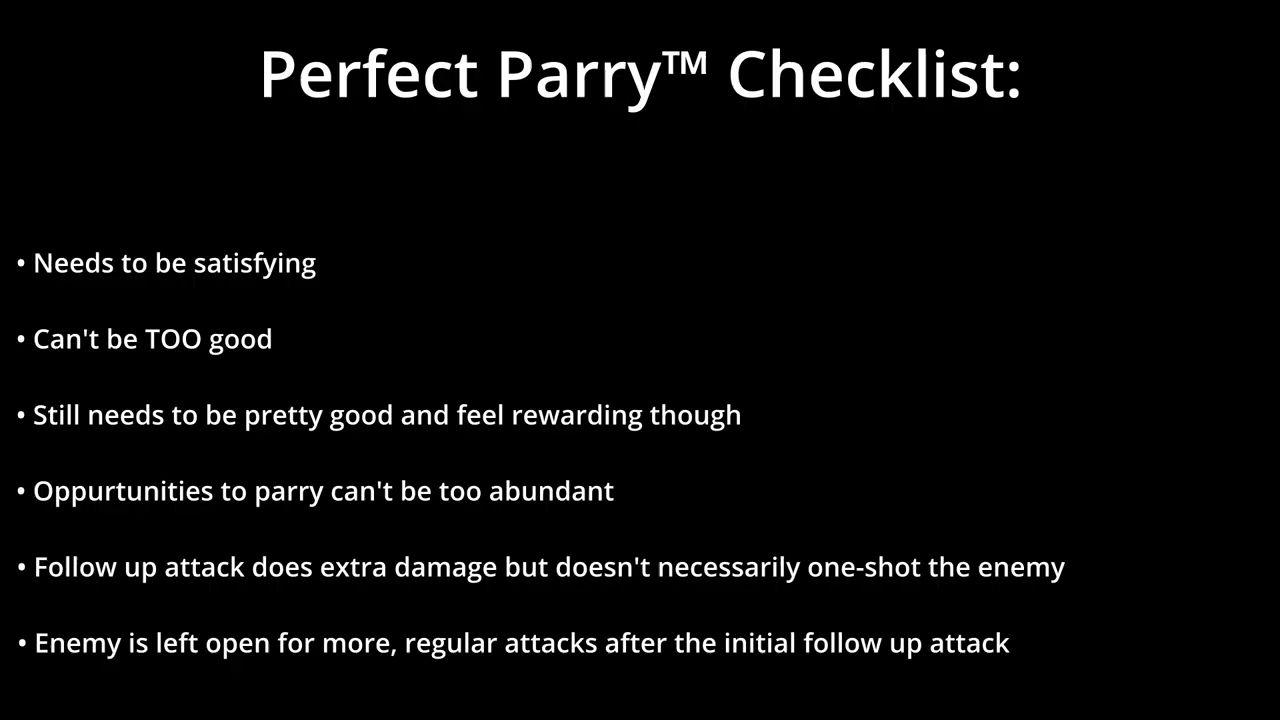 Perfect Parry™ Checklist:
• Needs to be satisfying
• Can't be TOO good
• Still needs to be pretty good and feel rewarding though
• Oppurtunities to parry can't be too abundant
• Follow up attack does extra damage but doesn't necessarily one-shot the enemy
• Enemy is left open for more, regular attacks after the initial follow up attack